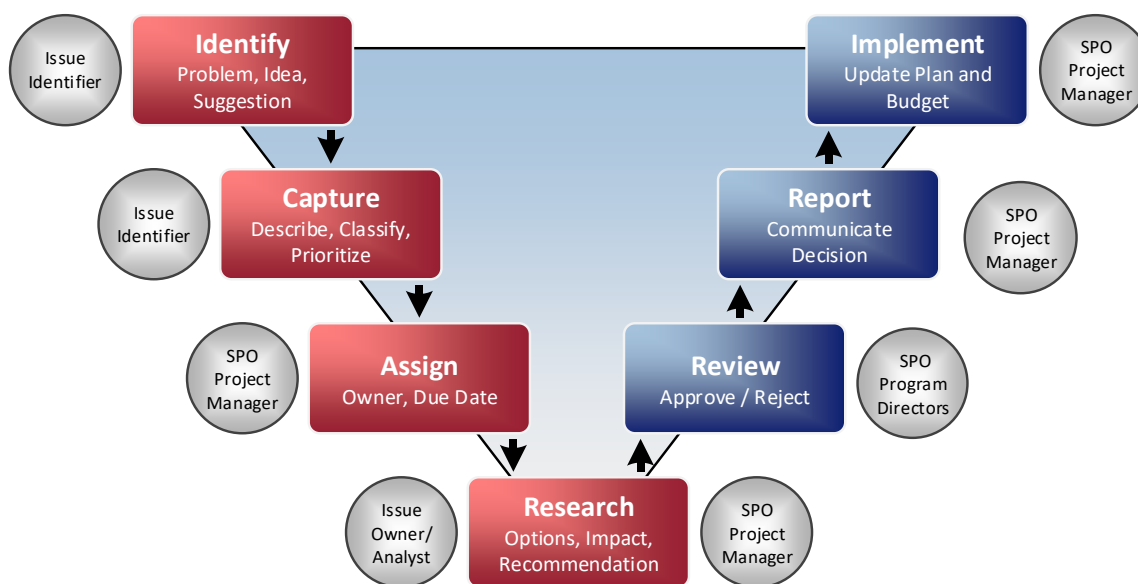 Issue
Identifier
Identify
Problem, Idea,
Suggestion
Implement
Update Plan and
Budget
SPO
Project
Manager
Issue
Identifier
Capture
Describe, Classify,
Prioritize
Report
Communicate
Decision
SPO
Project
Manager
SPO
Project
Manager
Assign
Owner, Due Date
Review
Approve / Reject
SPO
Program
Directors
Issue
Owner/
Analyst
Research
Options, Impact,
Recommendation
SPO
Project
Manager